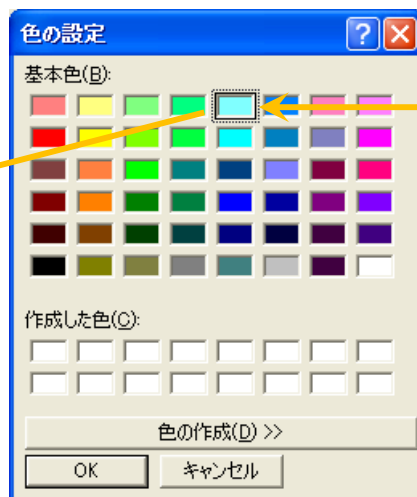 色の設定
基本色(B):
作成した色(C):
色の作成(D) >>
OK
キャンセル